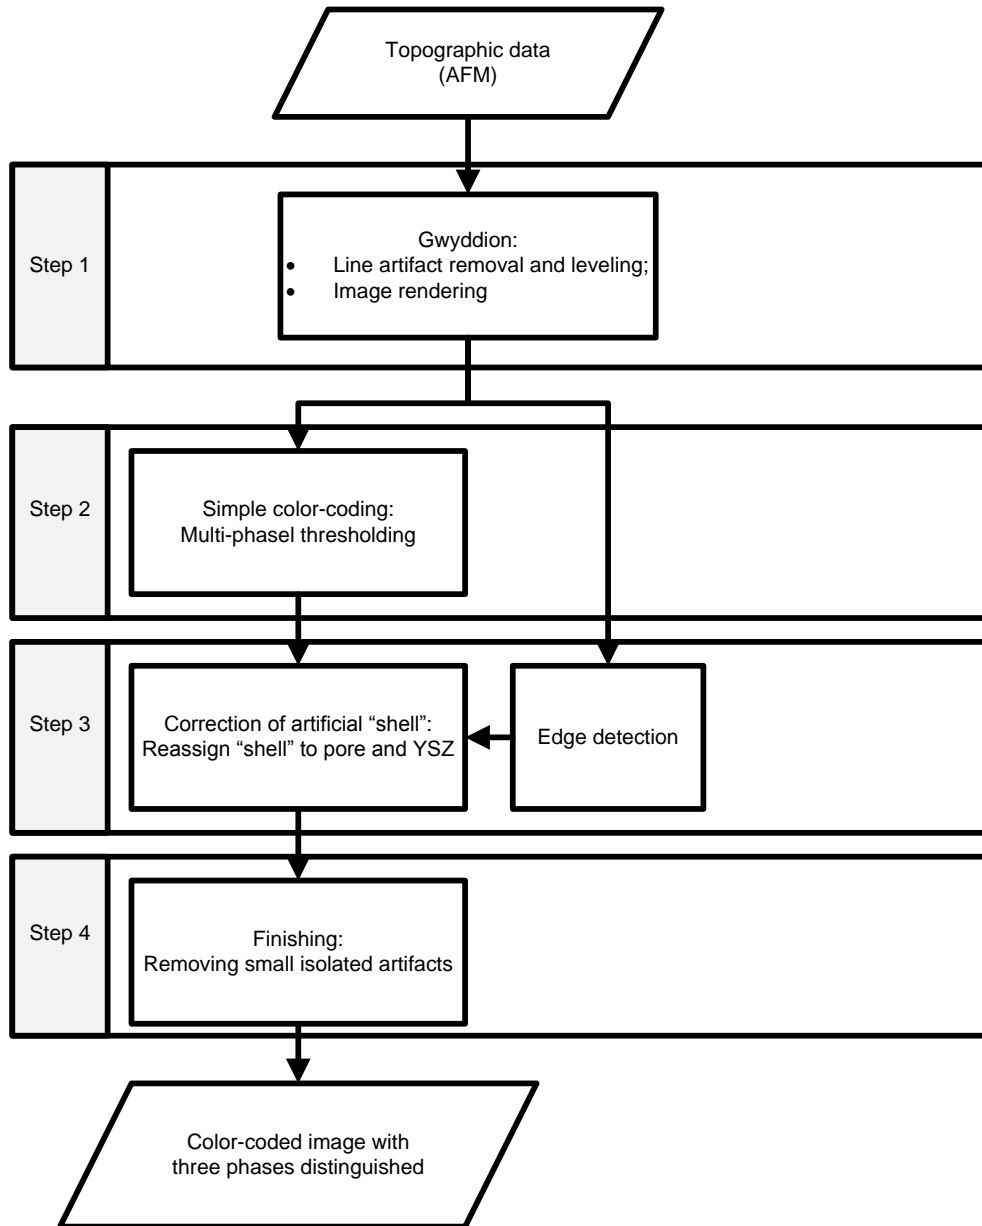 Topographic data
(AFM)
Step 1
Gwyddion:
• Line artifact removal and leveling;
• Image rendering
Step 2
Simple color-coding:
Multi-phasel thresholding
Step 3
Correction of artificial “shell”:
Reassign “shell” to pore and YSZ
Edge detection
Step 4
Finishing:
Removing small isolated artifacts
Color-coded image with
three phases distinguished